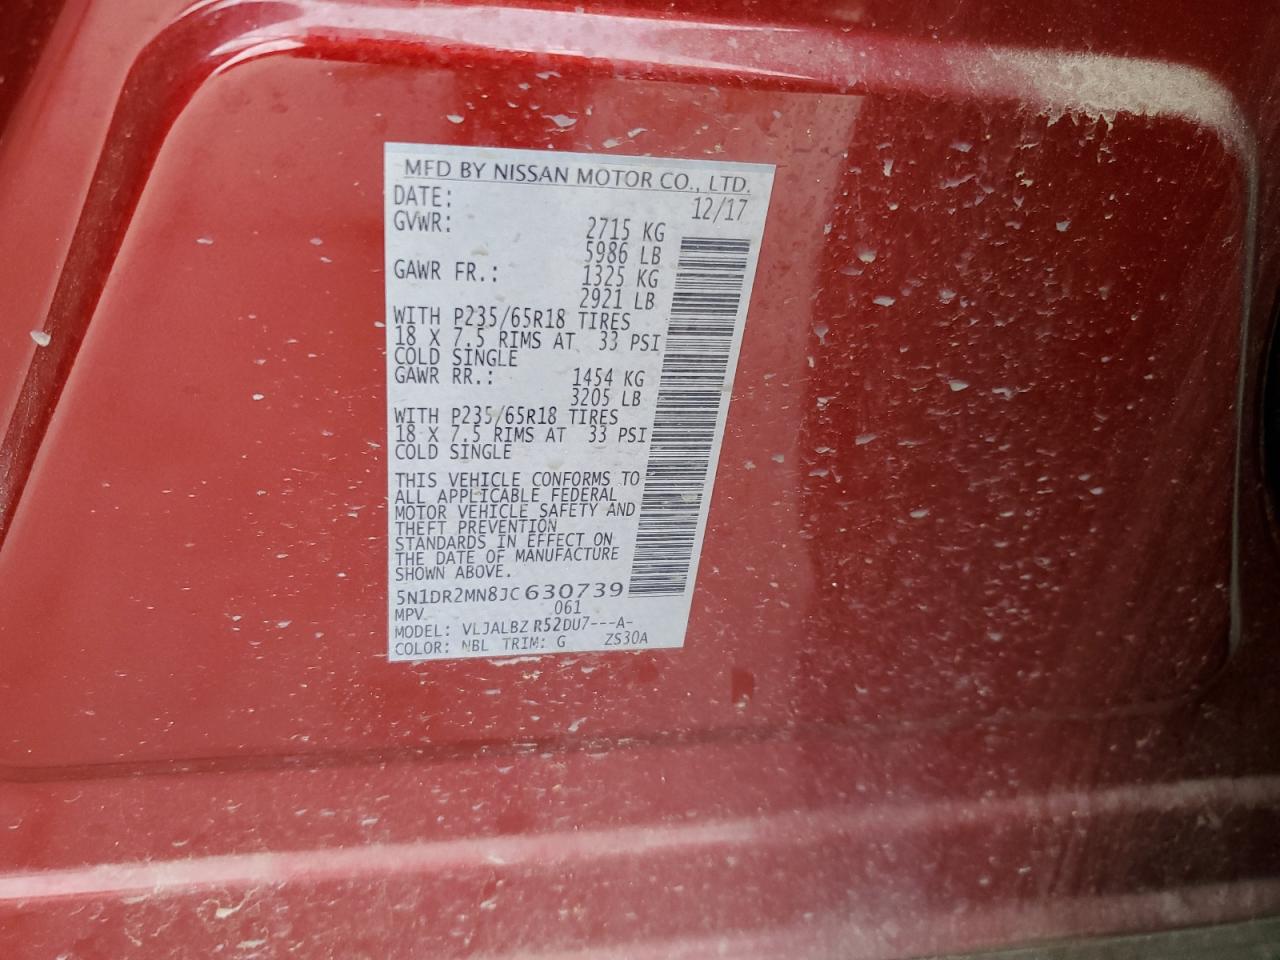 MFD BY NISSAN MOTOR CO., LTD.
DATE: 12/17
GVWR: 2715 KG
5986 LB
GAWR FR.: 1325 KG
2921 LB
WITH P235/65R18 TIRES
18 X 7.5 RIMS AT 33 PSI
COLD SINGLE
GAWR RR.: 1454 KG
3205 LB
WITH P235/65R18 TIRES
18 X 7.5 RIMS AT 33 PSI
COLD SINGLE
THIS VEHICLE CONFORMS TO
ALL APPLICABLE FEDERAL
MOTOR VEHICLE SAFETY AND
THEFT PREVENTION
STANDARDS IN EFFECT ON
THE DATE OF MANUFACTURE
SHOWN ABOVE.
5N1DR2MN8JC630739
MPV 061
MODEL: VLJALBZ R52DU7---A-
COLOR: NBL TRIM: G ZS30A